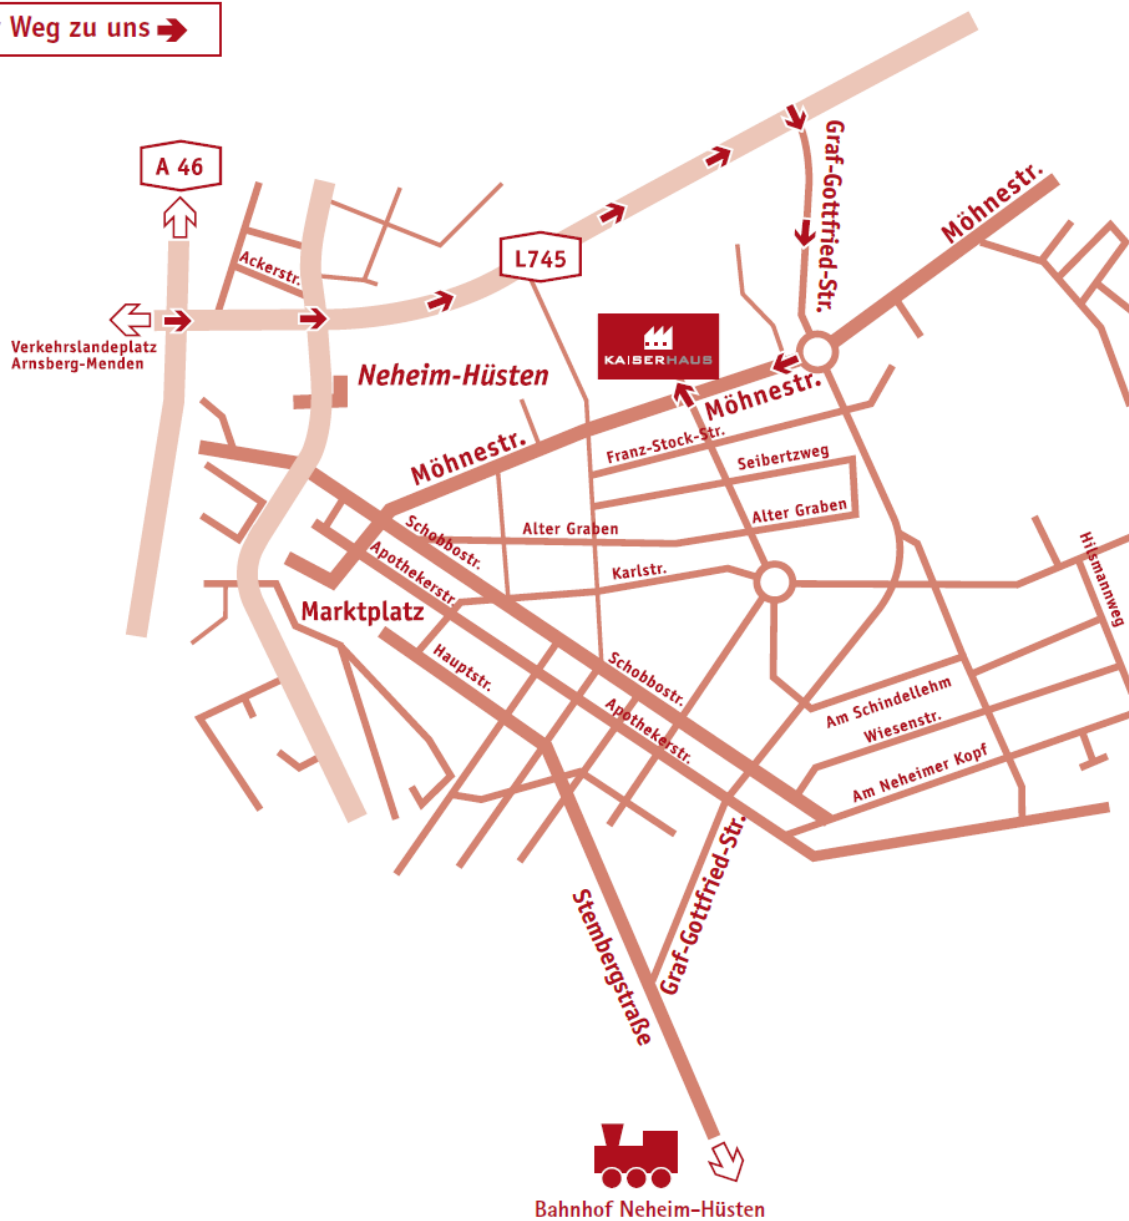 Weg zu uns
A 46
Graf-Gottfried-Str.
Möhnestr.
Ackerstr.
L745
Verkehrslandeplatz
Arnsberg-Menden
KAISERHAUS
Neheim-Hüsten
Möhnestr.
Möhnestr.
Franz-Stock-Str.
Seibertzweg
Alter Graben
Alter Graben
Schobbostr.
Apothekerstr.
Karlstr.
Hilsmannweg
Marktplatz
Hauptstr.
Schobbostr.
Apothekerstr.
Am Schindellehm
Wiesenstr.
Am Neheimer Kopf
Graf-Gottfried-Str.
Stembergstraße
Bahnhof Neheim-Hüsten